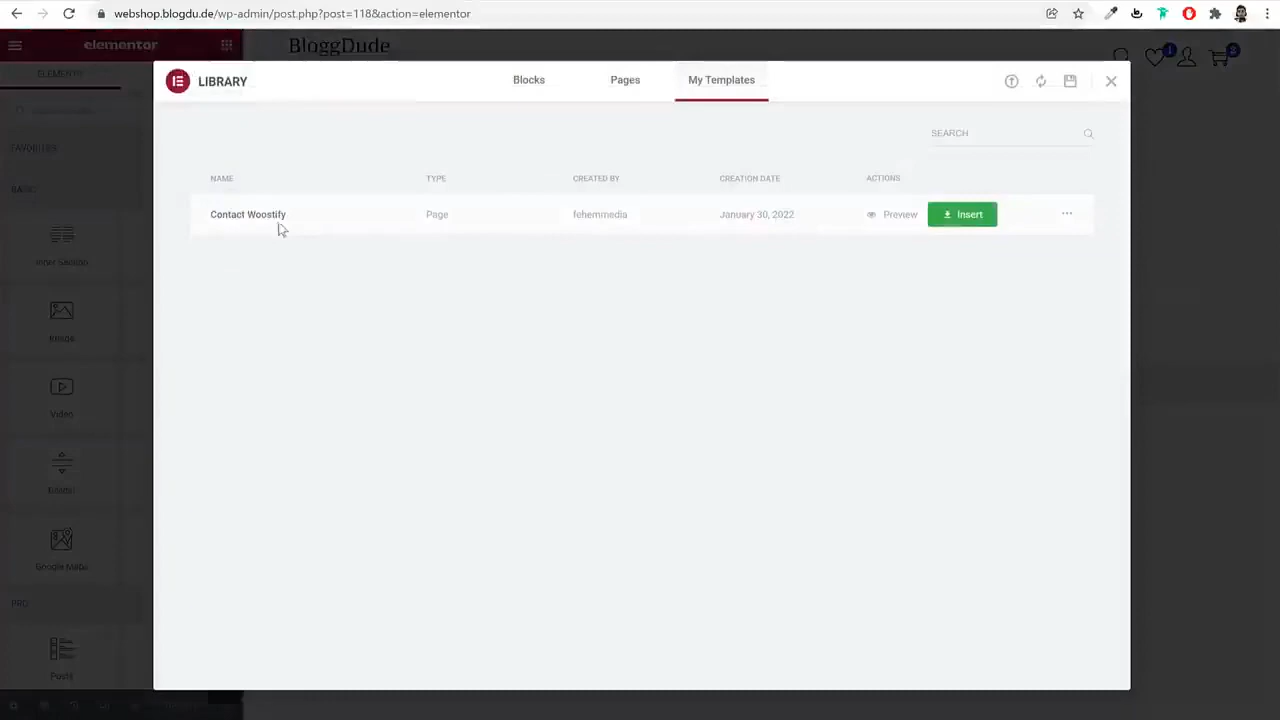 webshop.blogdu.de/wp-admin/post.php?post=118&action=elementor
elementor
BloggDude
1
8
ELEMENTS
LIBRARY
Blocks
Pages
My Templates
SEARCH
NAME
TYPE
CREATED BY
CREATION DATE
ACTIONS
Contact Woostify
Page
fehemmedia
January 30, 2022
Preview
Insert
FAVORITES
BASIC
Inner Section
Image
Video
Divider
Google Maps
PRO
Posts